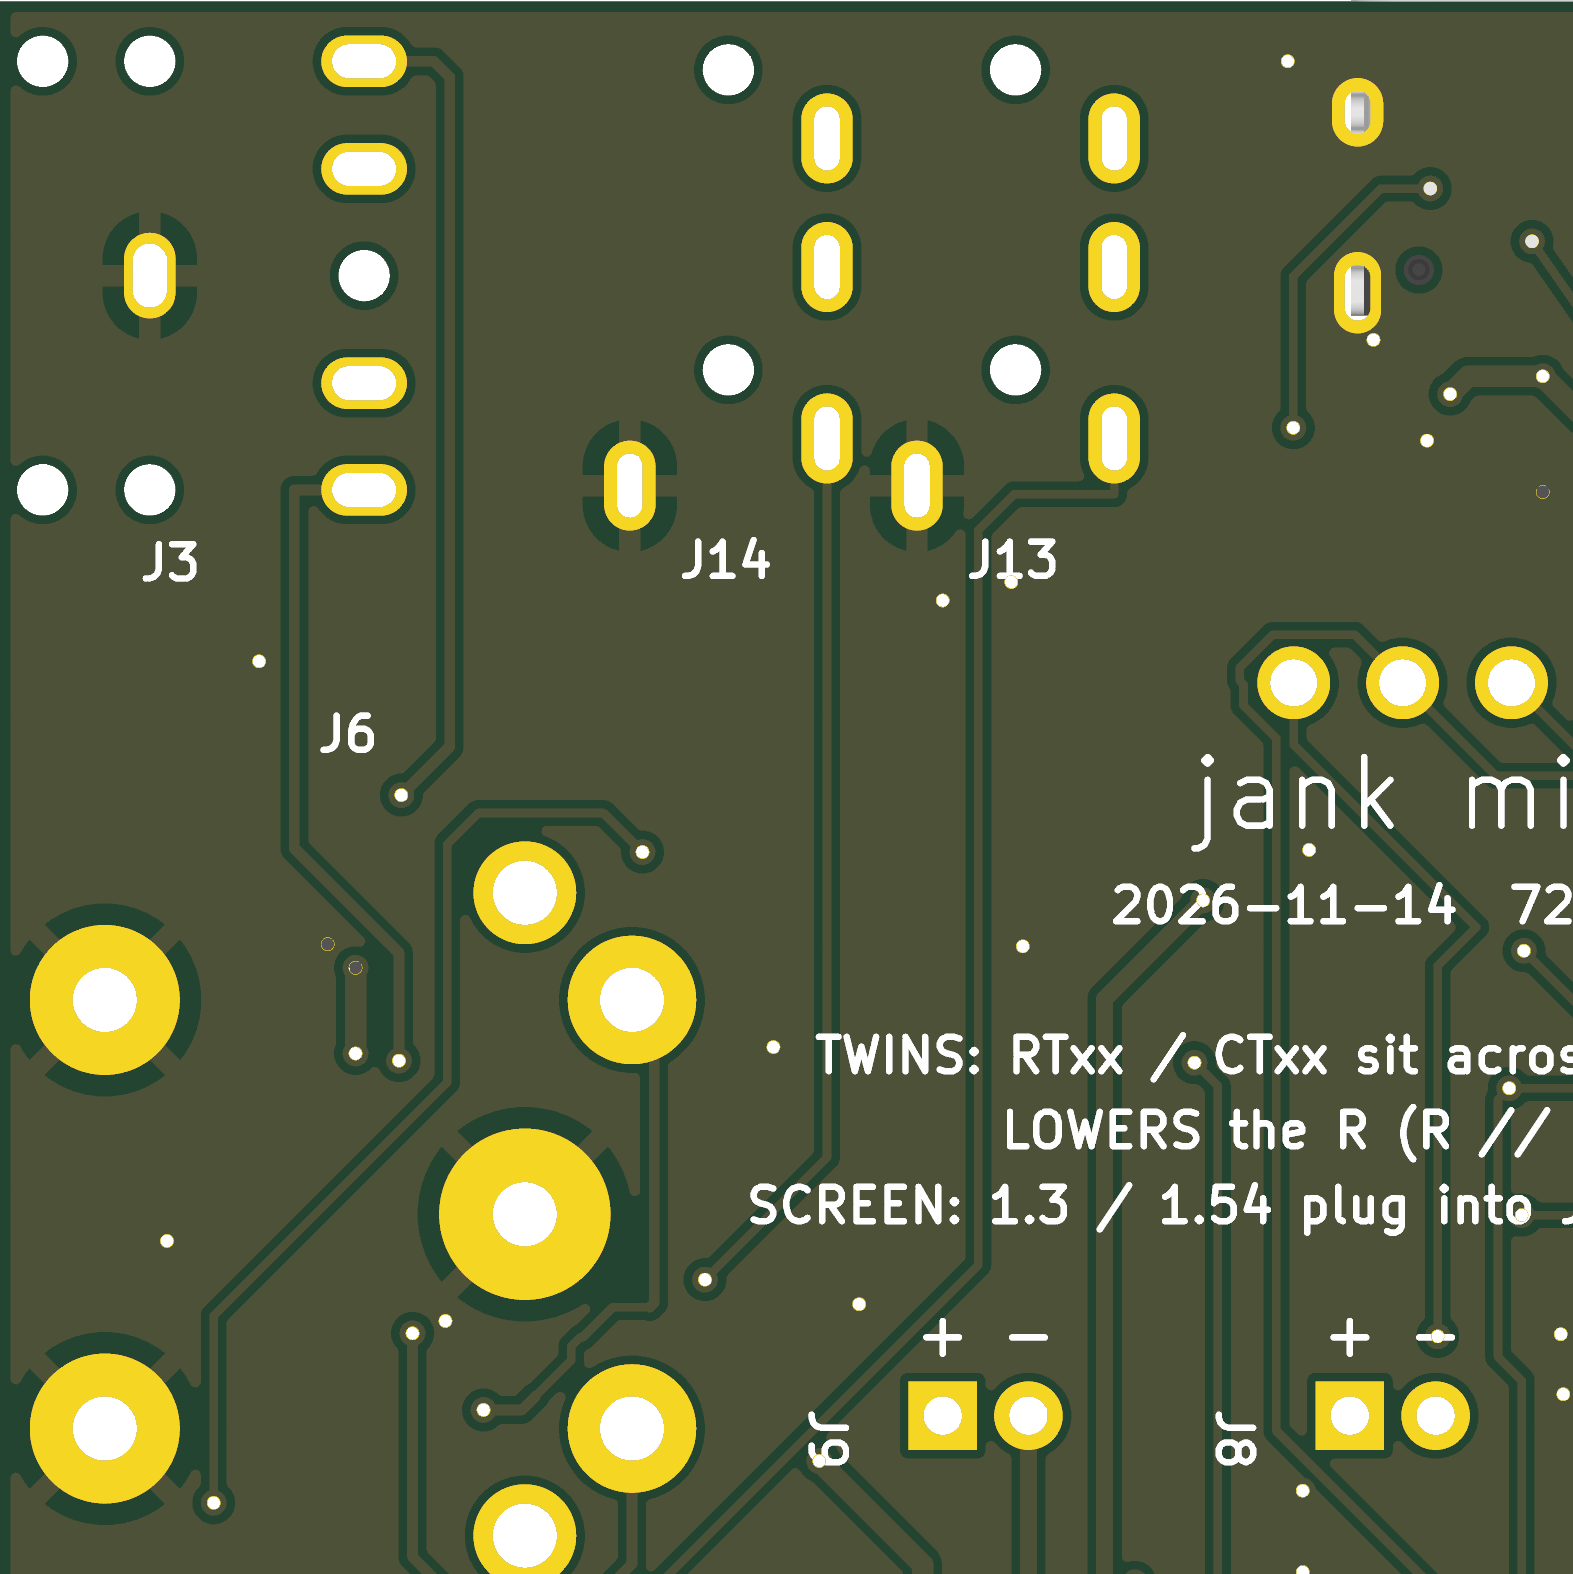 J3
J14
J13
J6
jank mi
2026-11-14 72
TWINS: RTxx / CTxx sit acros
LOWERS the R (R //
SCREEN: 1.3 / 1.54 plug into
+ -
+ -
J9
J8